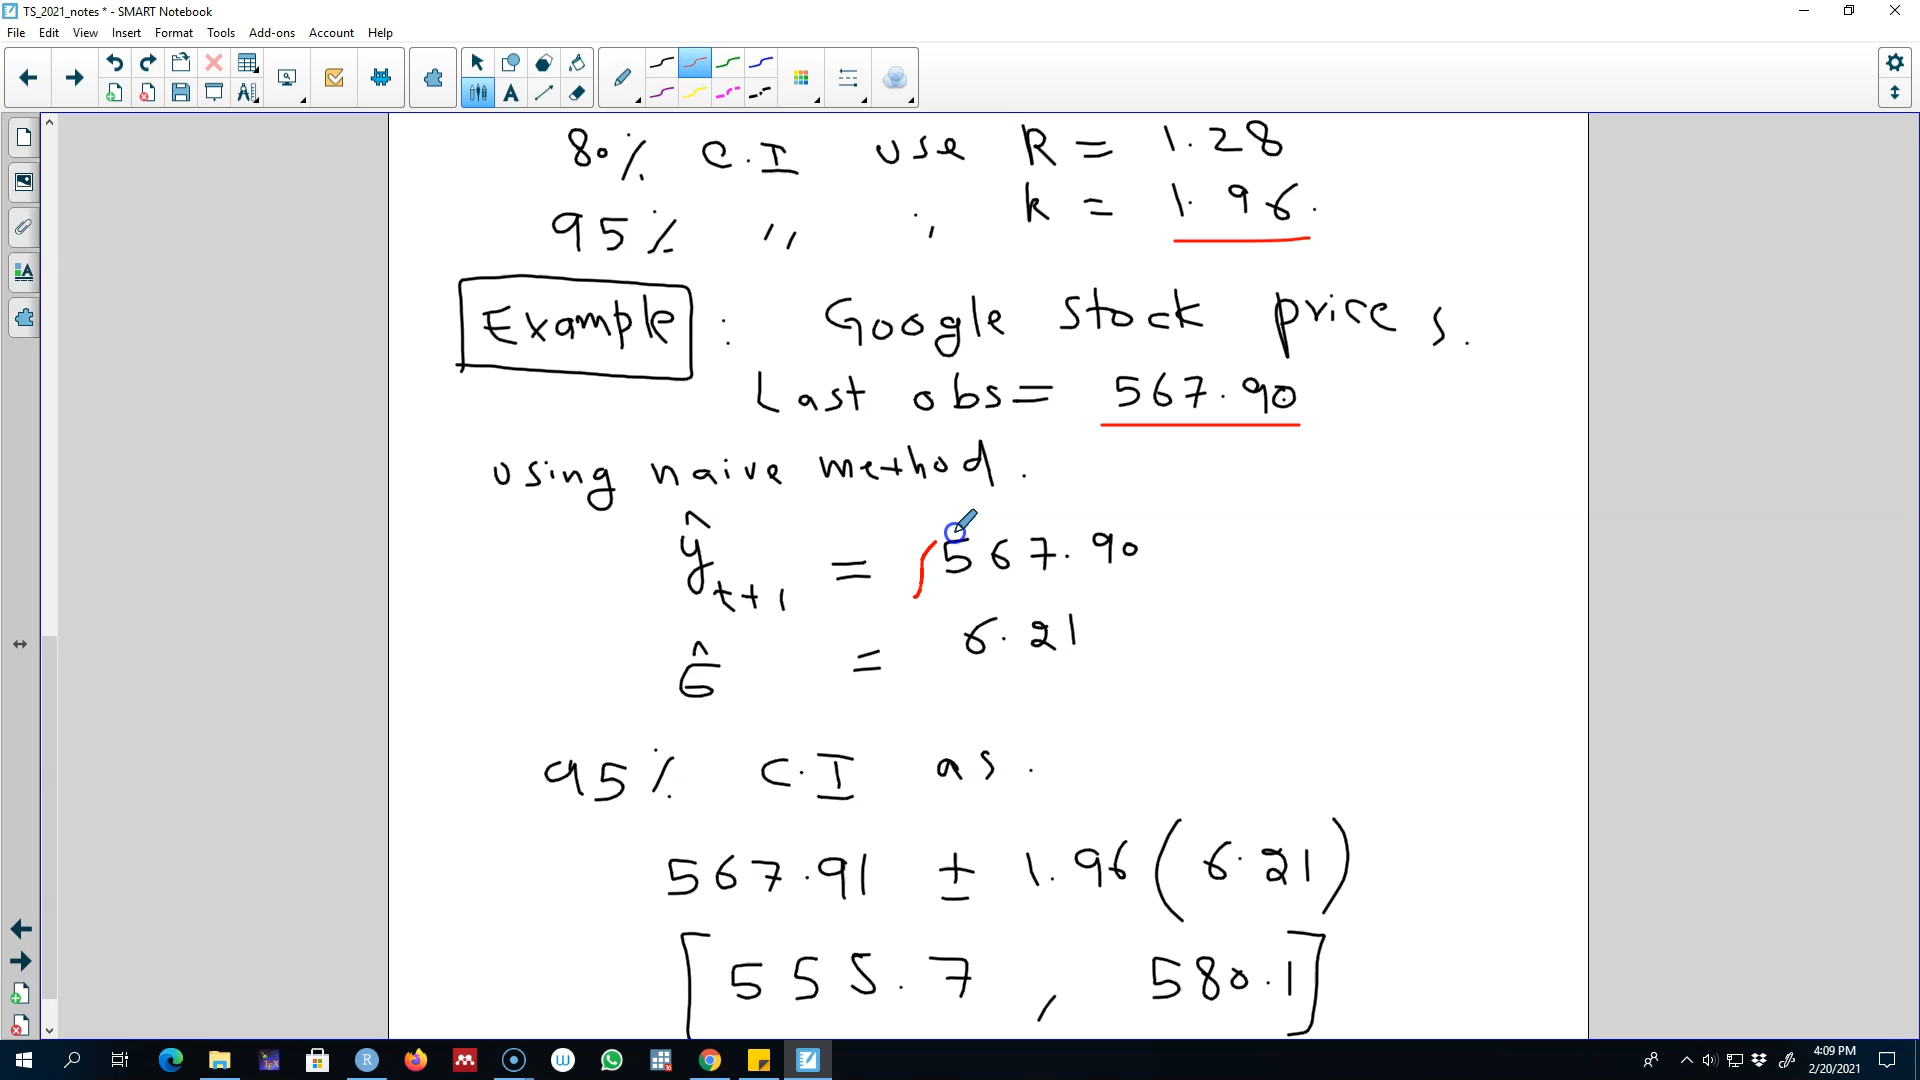 TS_2021_notes * - SMART Notebook
File Edit View Insert Format Tools Add-ons Account Help
80% C.I use k = 1.28
95% ,, , k = 1.96.
Example : Google stock prices.
Last obs = 567.90
using naive method.
ŷt+1 = 567.90
σ̂ = 6.21
95% C.I as.
567.91 ± 1.96 (6.21)
[555.7, 580.1]
4:09 PM
2/20/2021